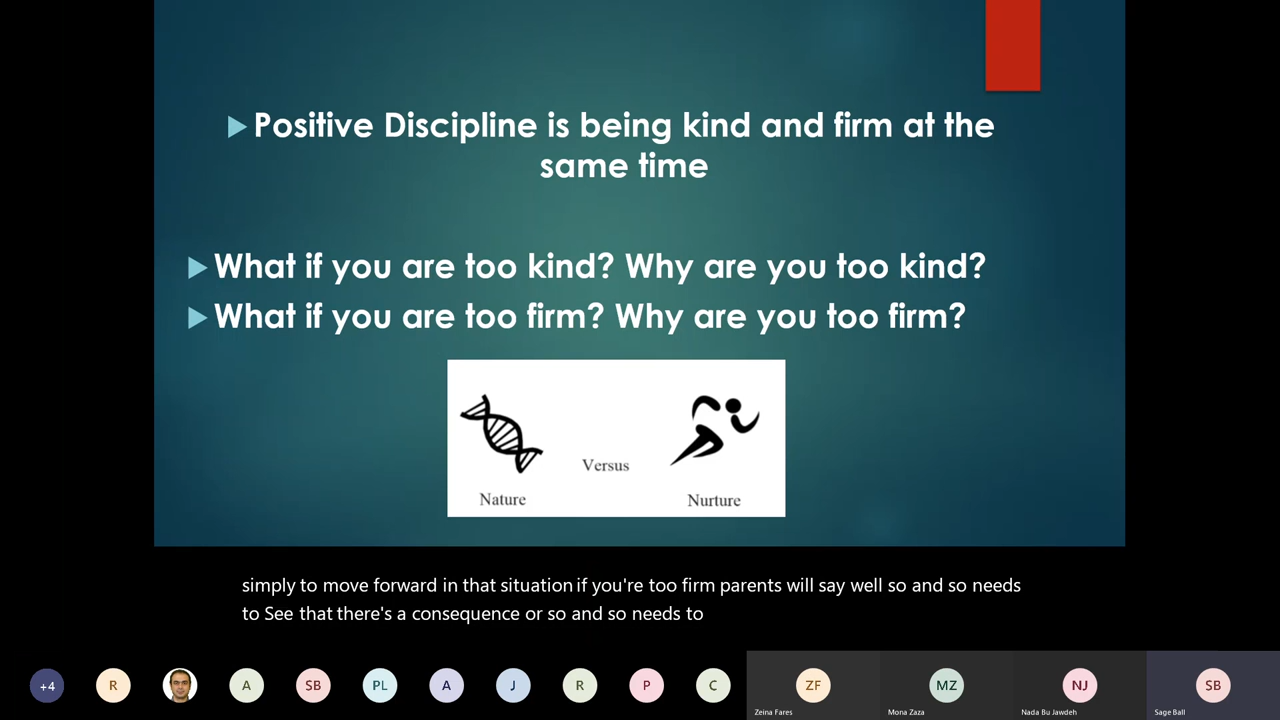 Positive Discipline is being kind and firm at the
same time
What if you are too kind? Why are you too kind?
What if you are too firm? Why are you too firm?
Versus
Nature
Nurture
simply to move forward in that situation if you're too firm parents will say well so and so needs
to See that there's a consequence or so and so needs to
+4
R
A
SB
PL
A
J
R
P
C
ZF
MZ
NJ
SB
Zeina Fares
Mona Zaza
Nada Bu Jawdeh
Sage Ball